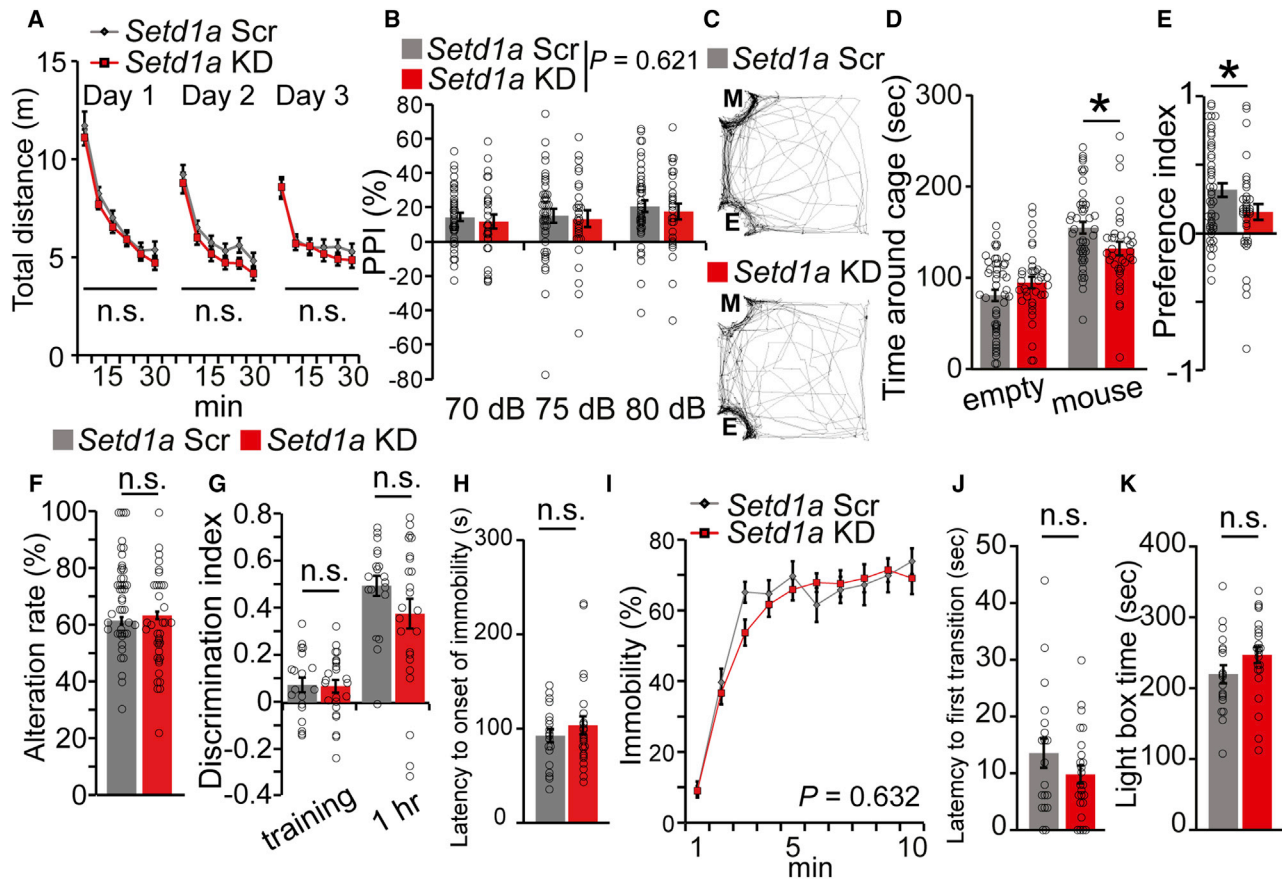 A
Setd1a Scr
Setd1a KD
Day 1 Day 2 Day 3
Total distance (m)
15
10
5
0
n.s. n.s. n.s.
15 30 15 30 15 30
min
B
Setd1a Scr
Setd1a KD
P = 0.621
PPI (%)
80
60
40
20
0
-20
-40
-60
-80
70 dB 75 dB 80 dB
C
Setd1a Scr
M
E
Setd1a KD
M
E
D
Time around cage (sec)
300
200
100
0
*
empty mouse
E
Preference index
1
0
-1
*
Setd1a Scr Setd1a KD
F
n.s.
Alteration rate (%)
100
80
60
40
20
0
G
n.s.
n.s.
Discrimination index
0.8
0.6
0.4
0.2
0
-0.2
-0.4
training 1 hr
H
n.s.
Latency to onset of immobility (s)
300
200
100
0
I
Setd1a Scr
Setd1a KD
Immobility (%)
80
60
40
20
0
P = 0.632
1 5 10
min
J
n.s.
Latemcy to first transition (sec)
50
40
30
20
10
0
K
n.s.
Light box time (sec)
400
300
200
100
0